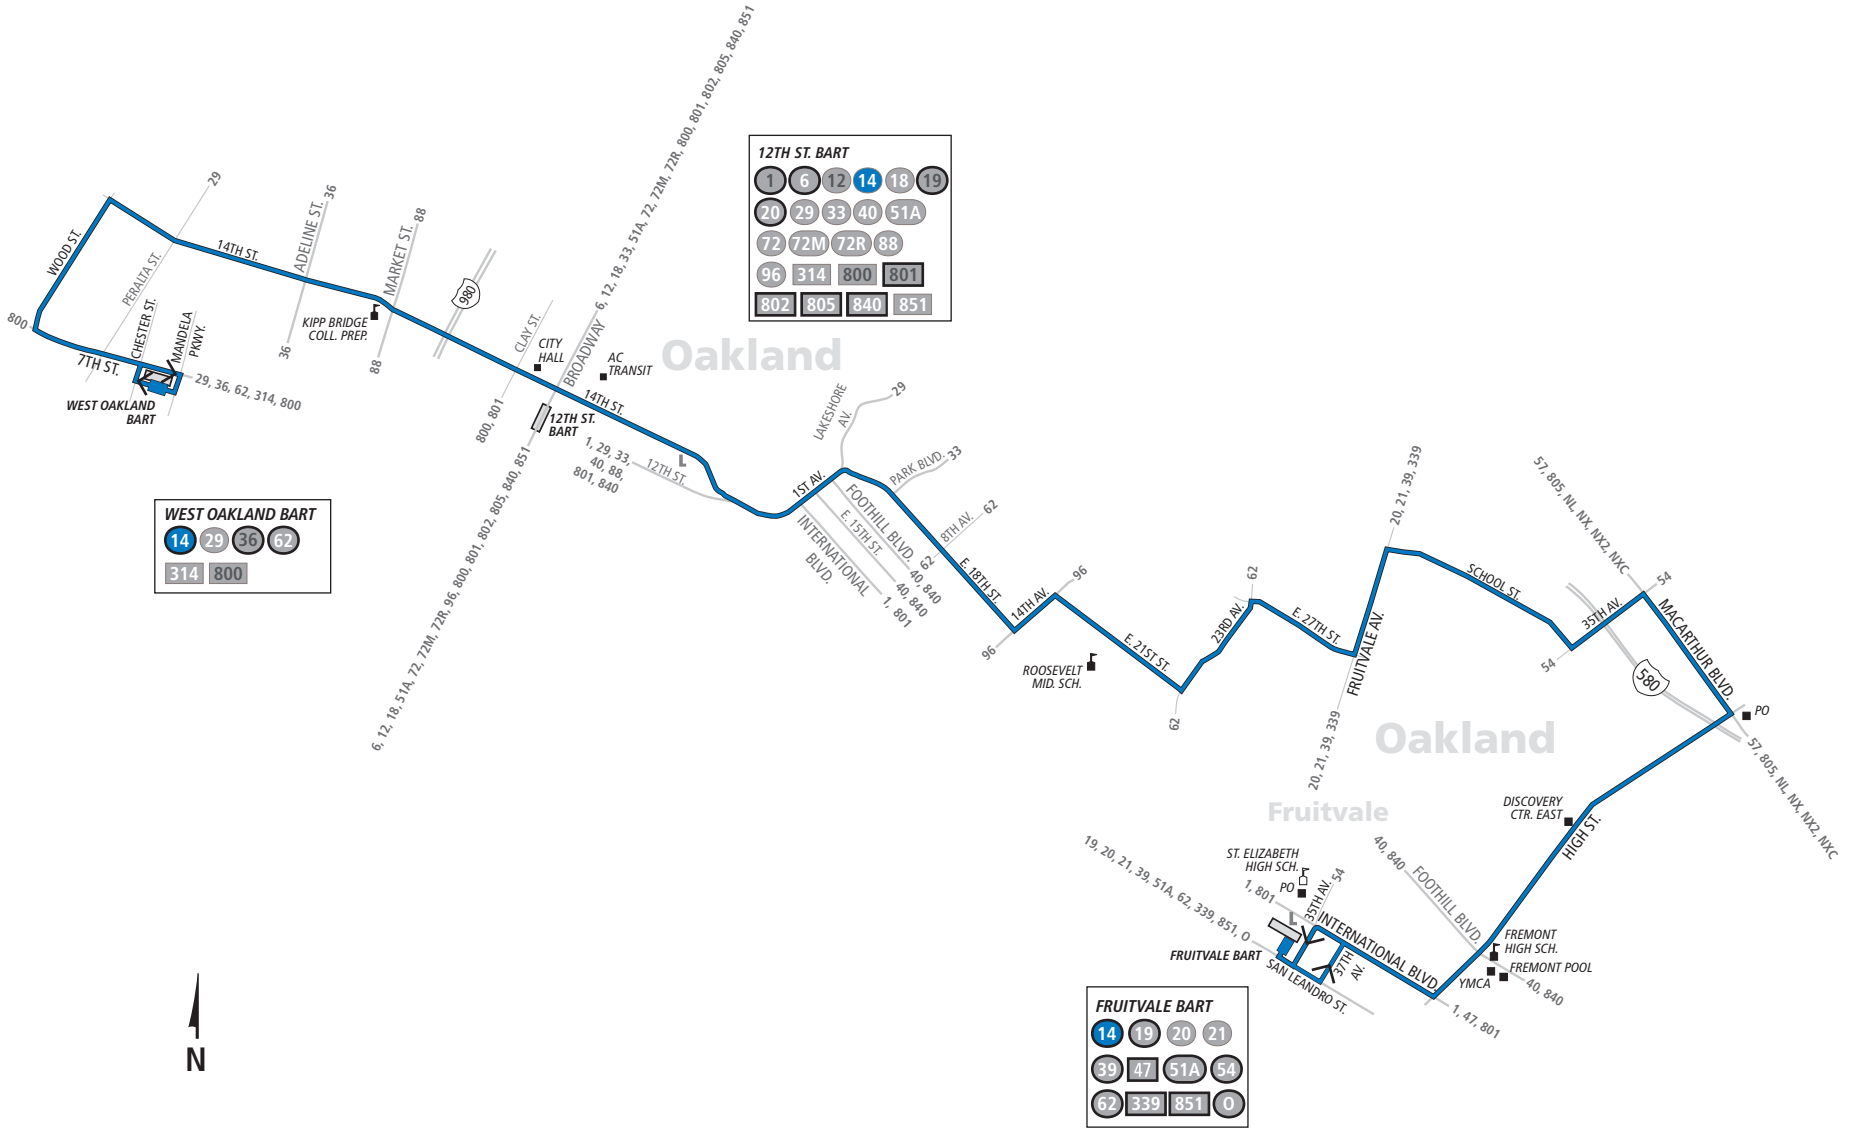 6, 12, 18, 33, 51A, 72, 72M, 72R, 800, 801, 802, 805, 840, 851
12TH ST. BART
1 6 12 14 18 19
20 29 33 40 51A
72 72M 72R 88
96 314 800 801
802 805 840 851
29
36
88
WOOD ST.
14TH ST.
PERALTA ST.
ADELINE ST.
MARKET ST.
980
800
CHESTER ST.
MANDELA
PKWY.
KIPP BRIDGE
COLL. PREP.
36
88
7TH ST.
29, 36, 62, 314, 800
WEST OAKLAND
BART
CLAY ST.
CITY
HALL
BROADWAY
AC
TRANSIT
Oakland
800, 801
14TH ST.
12TH ST.
BART
1, 29, 33,
40, 88,
801, 840
12TH ST.
L
6, 12, 18, 51A, 72, 72M, 72R, 96, 800, 801, 802, 805, 840, 851
WEST OAKLAND BART
14 29 36 62
314 800
LAKESHORE
AV.
29
PARK BLVD.
33
1ST AV.
FOOTHILL BLVD.
40, 840
E. 15TH ST.
40, 840
INTERNATIONAL
BLVD.
1, 801
8TH AV.
62
62
E. 18TH ST.
14TH AV.
96
96
ROOSEVELT
MID. SCH.
E. 21ST ST.
62
23RD AV.
62
E. 27TH ST.
FRUITVALE AV.
20, 21, 39, 339
20, 21, 39, 339
SCHOOL ST.
57, 805, NL, NX, NX2, NXC
54
35TH AV.
54
MACARTHUR BLVD.
580
PO
57, 805, NL, NX, NX2, NXC
Oakland
Fruitvale
DISCOVERY
CTR. EAST
HIGH ST.
40, 840
FOOTHILL BLVD.
FREMONT
HIGH SCH.
FREMONT POOL
YMCA
40, 840
1, 47, 801
ST. ELIZABETH
HIGH SCH.
PO
1, 801
54
35TH AV.
L
INTERNATIONAL BLVD.
37TH
AV.
19, 20, 21, 39, 51A, 62, 339, 851, O
FRUITVALE BART
SAN LEANDRO ST.
FRUITVALE BART
14 19 20 21
39 47 51A 54
62 339 851 O
N